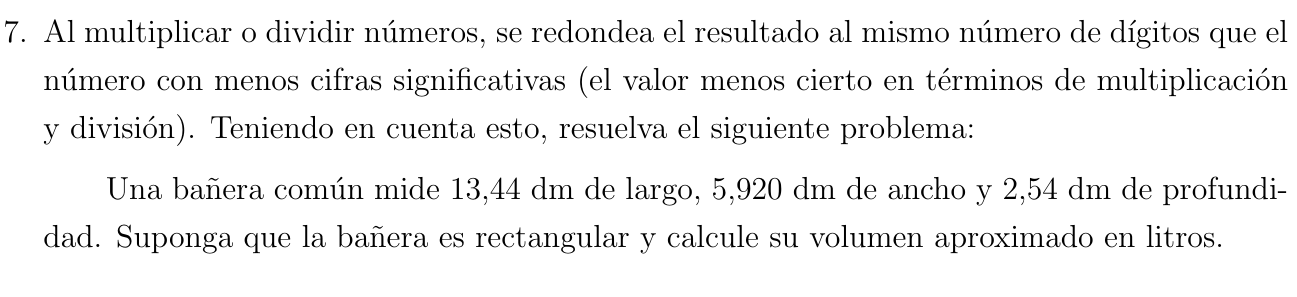 7. Al multiplicar o dividir números, se redondea el resultado al mismo número de dígitos que el
número con menos cifras significativas (el valor menos cierto en términos de multiplicación
y división). Teniendo en cuenta esto, resuelva el siguiente problema:
Una bañera común mide 13,44 dm de largo, 5,920 dm de ancho y 2,54 dm de profundi-
dad. Suponga que la bañera es rectangular y calcule su volumen aproximado en litros.